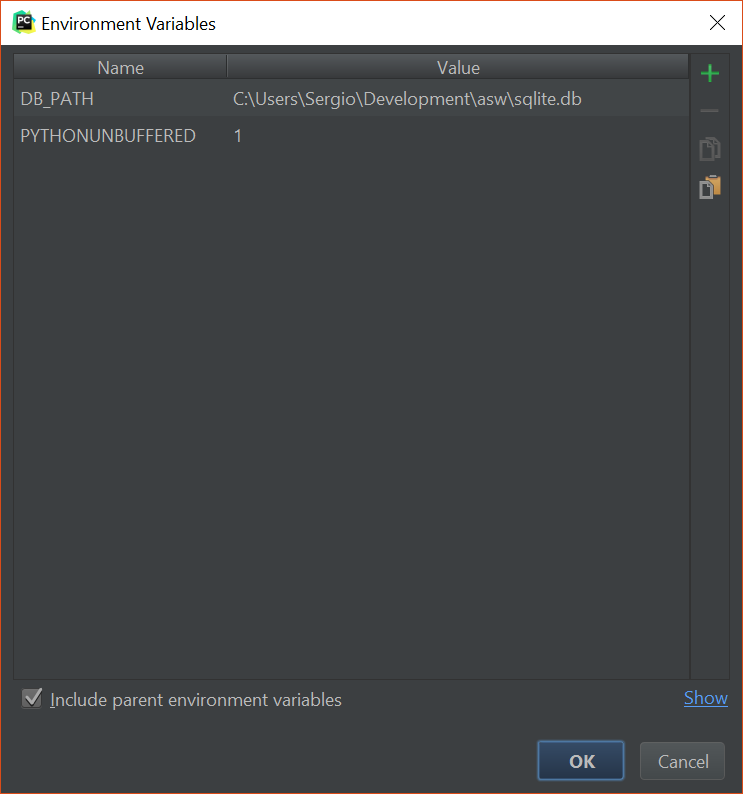 PC
Environment Variables
Name Value
DB_PATH C:\Users\Sergio\Development\asw\sqlite.db
PYTHONUNBUFFERED 1
Include parent environment variables Show
OK Cancel